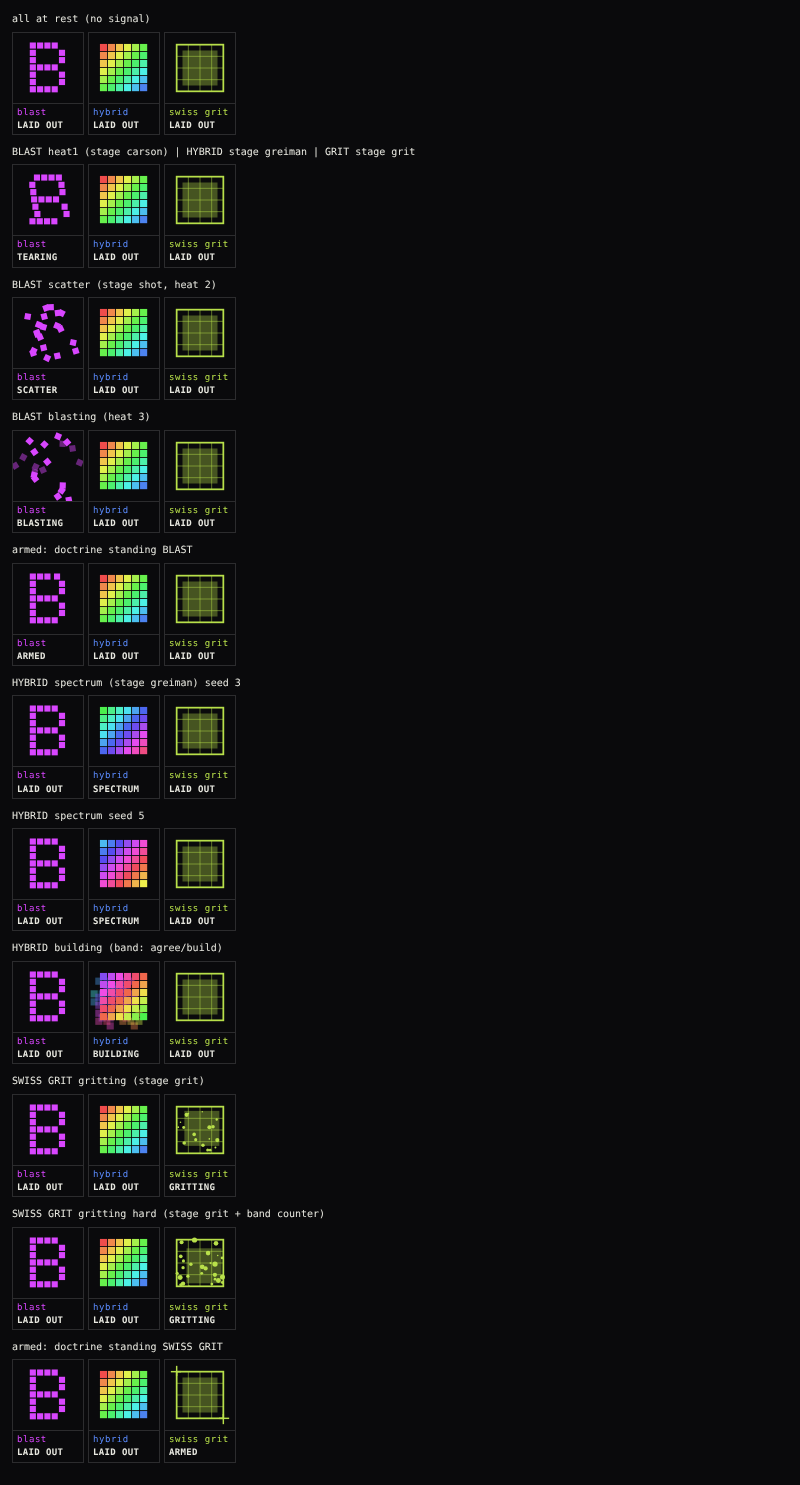 all at rest (no signal)
blast hybrid swiss grit
LAID OUT LAID OUT LAID OUT
BLAST heat1 (stage carson) | HYBRID stage greiman | GRIT stage grit
blast hybrid swiss grit
TEARING LAID OUT LAID OUT
BLAST scatter (stage shot, heat 2)
blast hybrid swiss grit
SCATTER LAID OUT LAID OUT
BLAST blasting (heat 3)
blast hybrid swiss grit
BLASTING LAID OUT LAID OUT
armed: doctrine standing BLAST
blast hybrid swiss grit
ARMED LAID OUT LAID OUT
HYBRID spectrum (stage greiman) seed 3
blast hybrid swiss grit
LAID OUT SPECTRUM LAID OUT
HYBRID spectrum seed 5
blast hybrid swiss grit
LAID OUT SPECTRUM LAID OUT
HYBRID building (band: agree/build)
blast hybrid swiss grit
LAID OUT BUILDING LAID OUT
SWISS GRIT gritting (stage grit)
blast hybrid swiss grit
LAID OUT LAID OUT GRITTING
SWISS GRIT gritting hard (stage grit + band counter)
blast hybrid swiss grit
LAID OUT LAID OUT GRITTING
armed: doctrine standing SWISS GRIT
blast hybrid swiss grit
LAID OUT LAID OUT ARMED